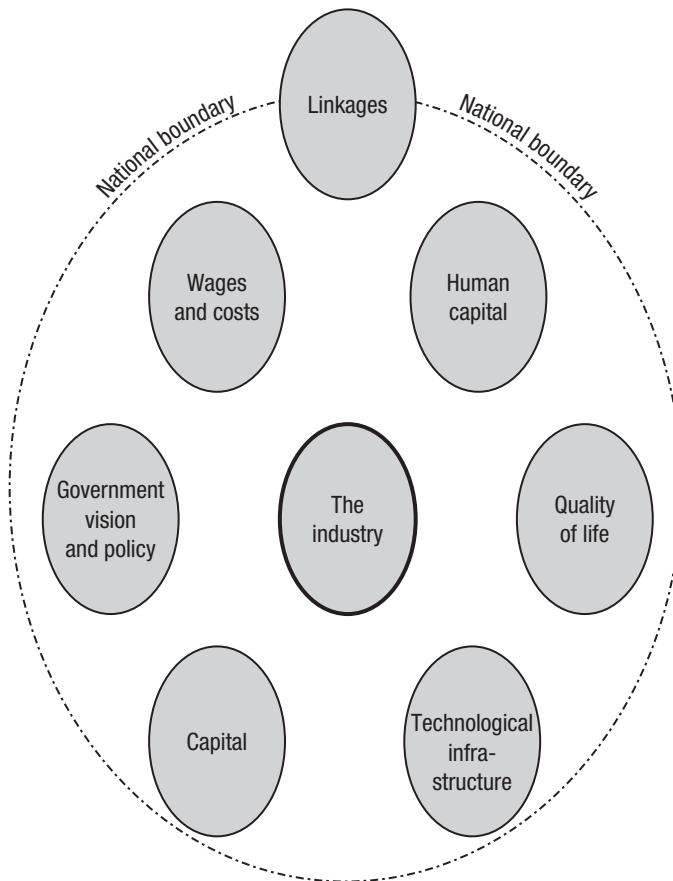 Linkages
National boundary
National boundary
Wages
and costs
Human
capital
Government
vision
and policy
The
industry
Quality
of life
Capital
Technological
infra-
structure